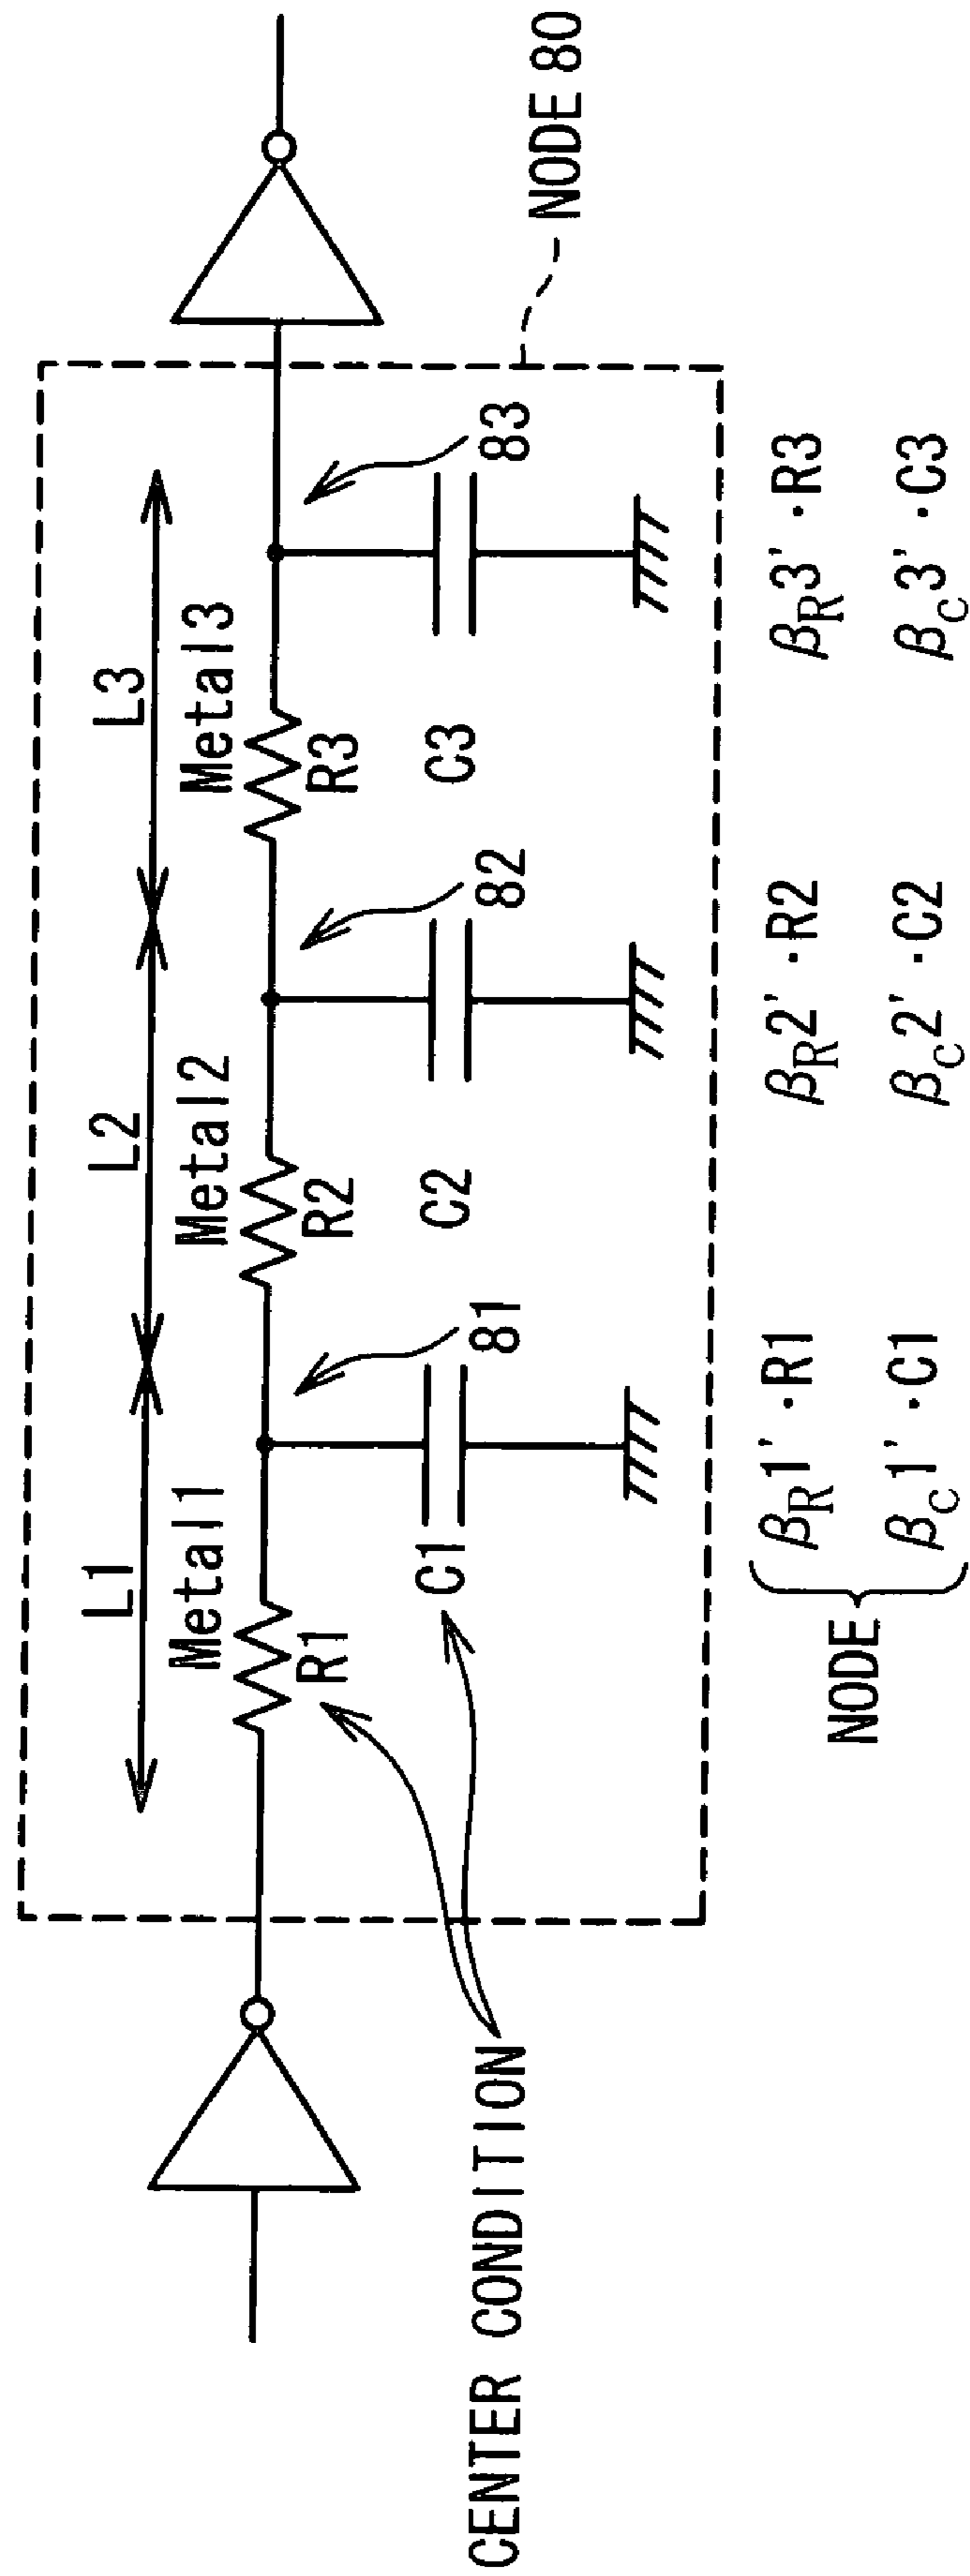 L1 L2 L3
Metal1 Metal2 Metal3
R1 R2 R3
C1 C2 C3
81 82 83
CENTER CONDITION
NODE 80
NODE
βR1'·R1 βR2'·R2 βR3'·R3
βC1'·C1 βC2'·C2 βC3'·C3